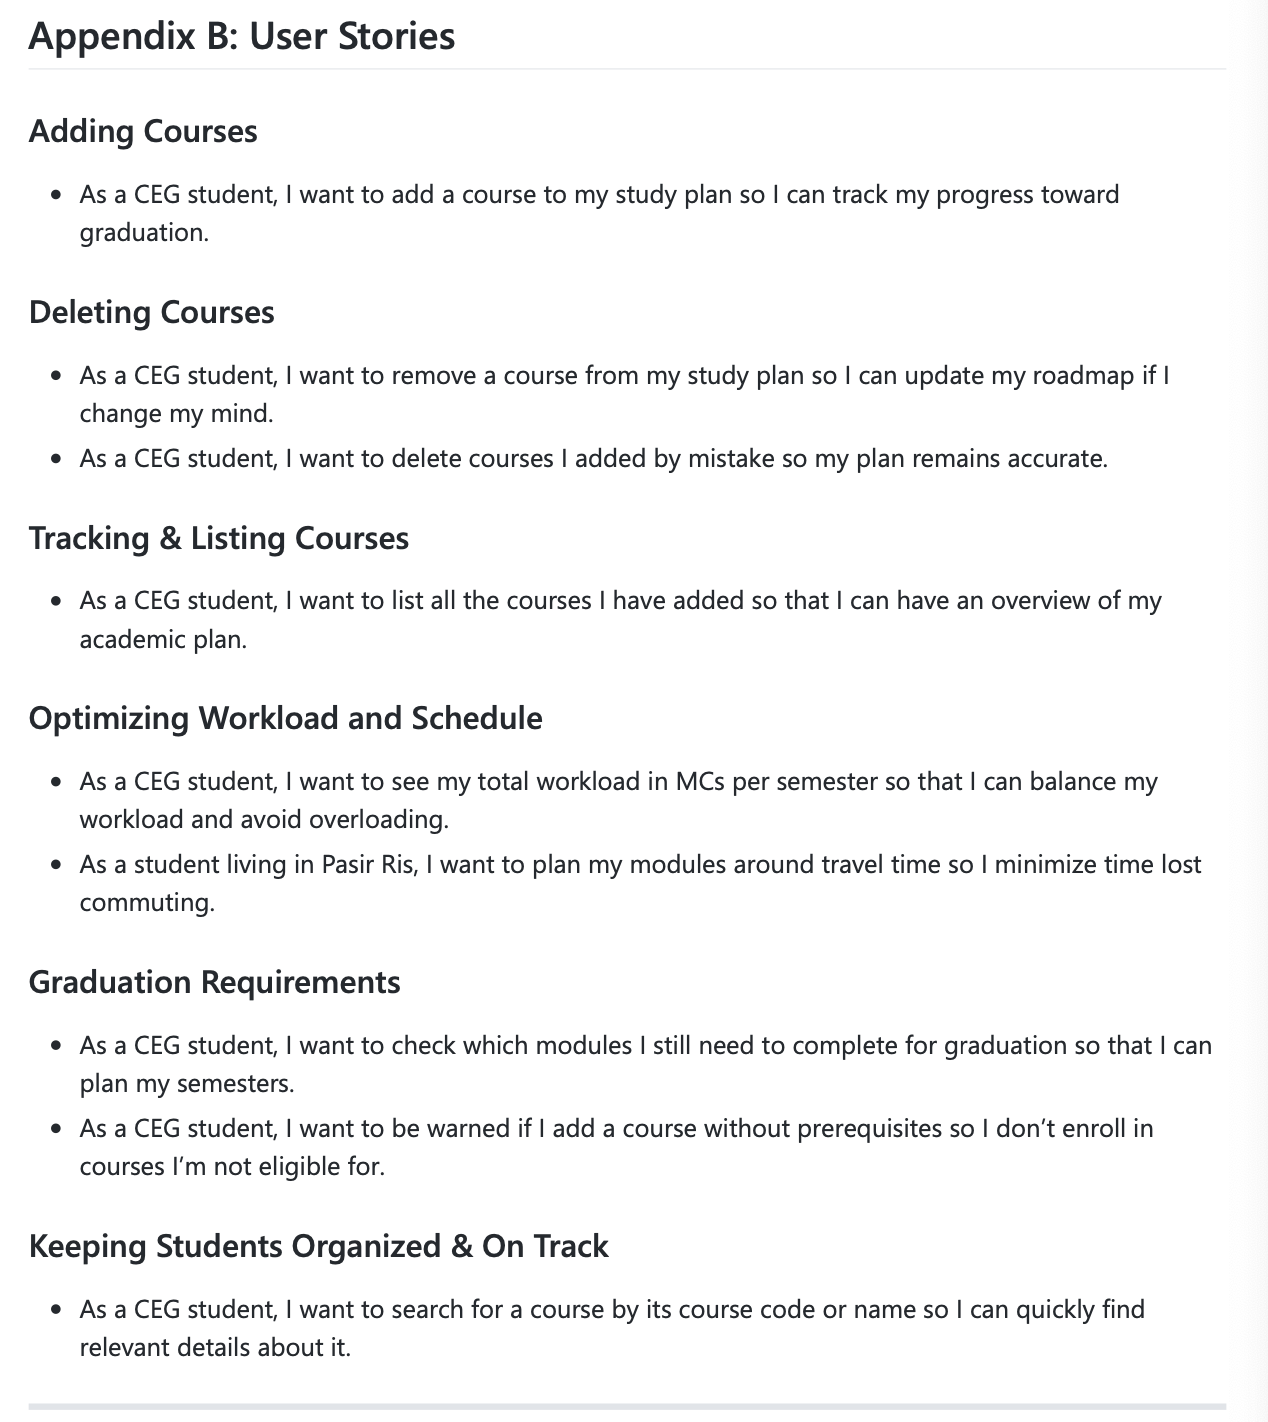 Appendix B: User Stories
Adding Courses
• As a CEG student, I want to add a course to my study plan so I can track my progress toward
graduation.
Deleting Courses
• As a CEG student, I want to remove a course from my study plan so I can update my roadmap if I
change my mind.
• As a CEG student, I want to delete courses I added by mistake so my plan remains accurate.
Tracking & Listing Courses
• As a CEG student, I want to list all the courses I have added so that I can have an overview of my
academic plan.
Optimizing Workload and Schedule
• As a CEG student, I want to see my total workload in MCs per semester so that I can balance my
workload and avoid overloading.
• As a student living in Pasir Ris, I want to plan my modules around travel time so I minimize time lost
commuting.
Graduation Requirements
• As a CEG student, I want to check which modules I still need to complete for graduation so that I can
plan my semesters.
• As a CEG student, I want to be warned if I add a course without prerequisites so I don’t enroll in
courses I’m not eligible for.
Keeping Students Organized & On Track
• As a CEG student, I want to search for a course by its course code or name so I can quickly find
relevant details about it.